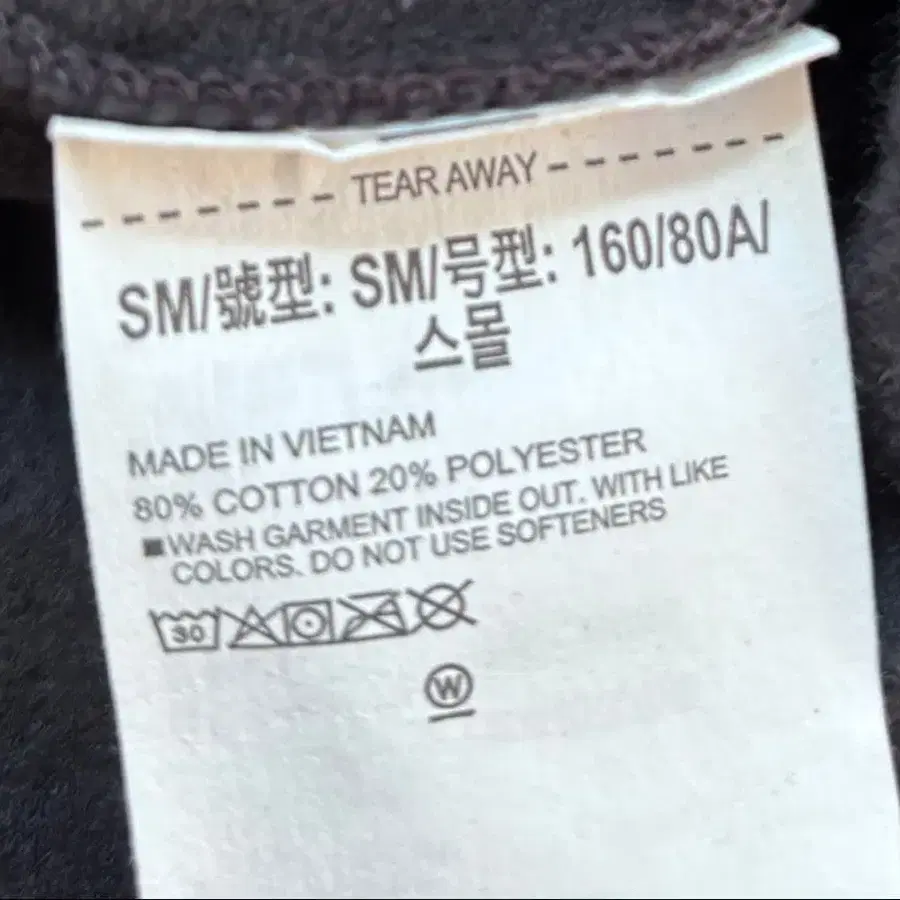 TEAR AWAY
SM/號型: SM/号型: 160/80A/
스몰
MADE IN VIETNAM
80% COTTON 20% POLYESTER
■WASH GARMENT INSIDE OUT. WITH LIKE
COLORS. DO NOT USE SOFTENERS
30
W